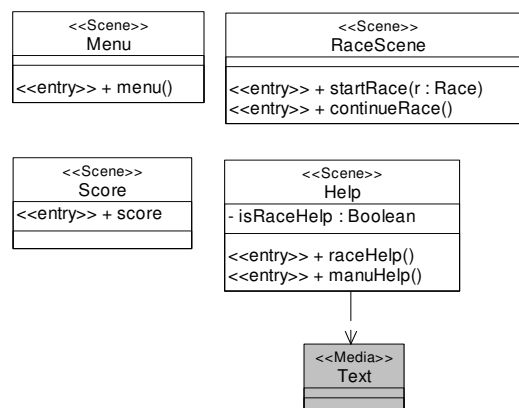 <<Scene>>
Menu
<<entry>> + menu()
<<Scene>>
RaceScene
<<entry>> + startRace(r : Race)
<<entry>> + continueRace()
<<Scene>>
Score
<<entry>> + score
<<Scene>>
Help
- isRaceHelp : Boolean
<<entry>> + raceHelp()
<<entry>> + manuHelp()
<<Media>>
Text